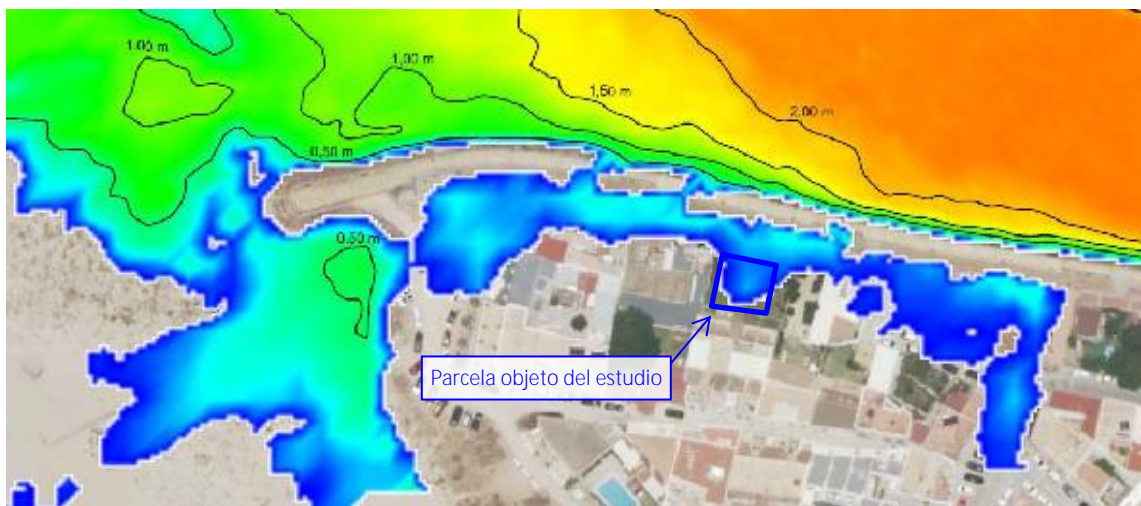 1.00 m
1,00 m
1,50 m
2,00 m
0,50 m
0.50 m
Parcela objeto del estudio